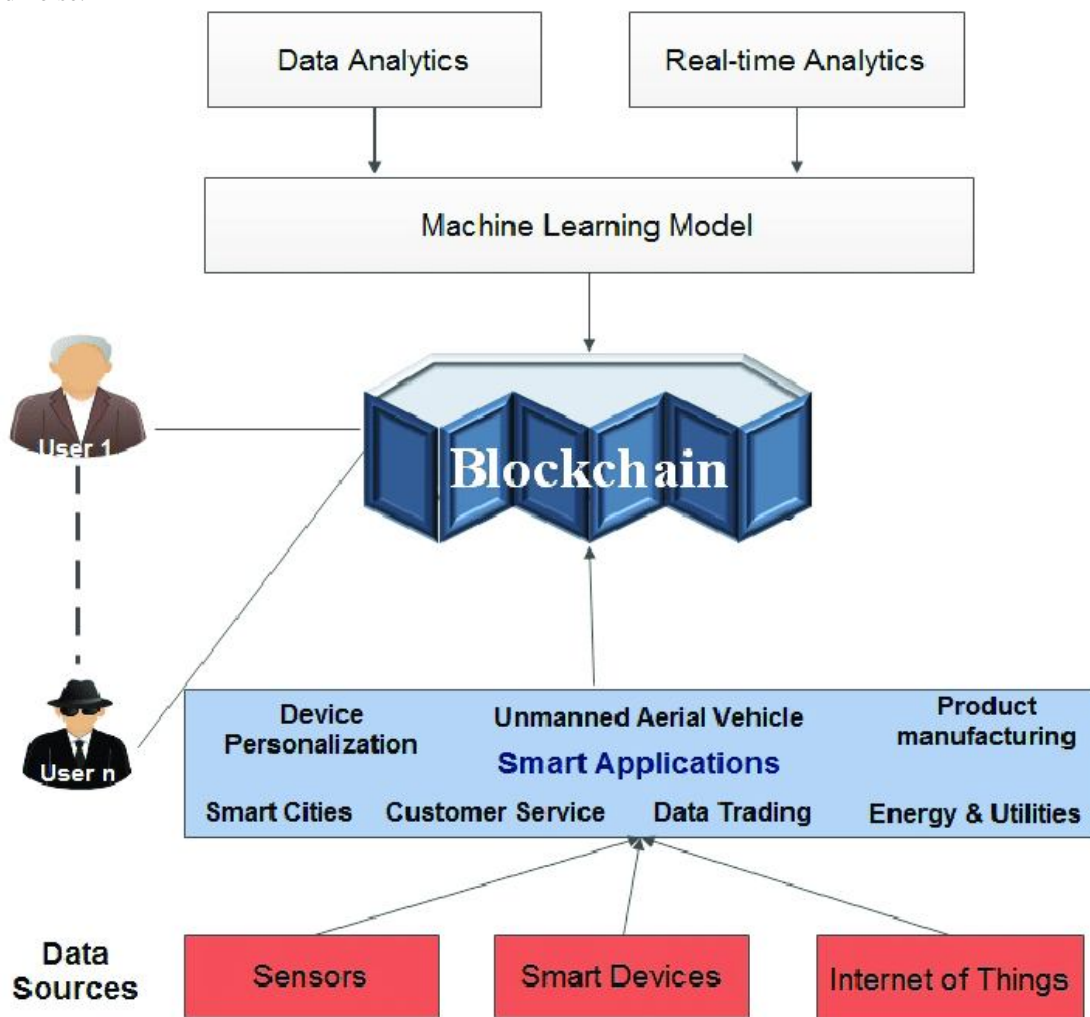 Data Analytics
Real-time Analytics
Machine Learning Model
User 1
Blockchain
User n
Device
Personalization
Unmanned Aerial Vehicle
Product
manufacturing
Smart Applications
Smart Cities
Customer Service
Data Trading
Energy & Utilities
Data
Sources
Sensors
Smart Devices
Internet of Things